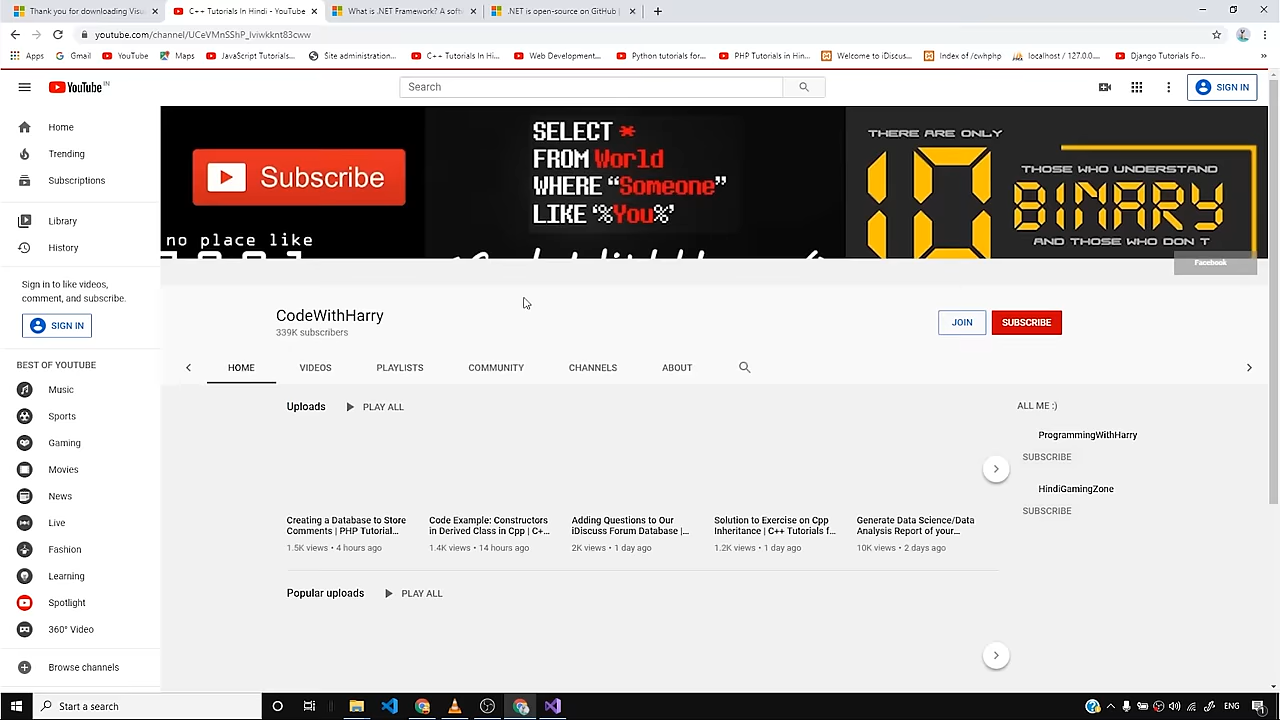 Thank you for downloading Visu
C++ Tutorials In Hindi - YouTube
What is .NET Framework? A soft
.NET is open-source on GitHub |
youtube.com/channel/UCeVMnSShP_Iviwkknt83cww
Apps
Gmail
YouTube
Maps
JavaScript Tutorials...
Site administration...
C++ Tutorials In Hi...
Web Development...
Python tutorials for...
PHP Tutorials in Hin...
Welcome to iDiscus...
Index of /cwhphp
localhost / 127.0.0....
Django Tutorials Fo...
YouTube IN
Search
SIGN IN
Home
Trending
Subscriptions
Library
History
Sign in to like videos,
comment, and subscribe.
SIGN IN
BEST OF YOUTUBE
Music
Sports
Gaming
Movies
News
Live
Fashion
Learning
Spotlight
360° Video
Browse channels
Subscribe
no place like
SELECT *
FROM World
WHERE “Someone”
LIKE ‘%You%’
THERE ARE ONLY
10
THOSE WHO UNDERSTAND
BINARY
AND THOSE WHO DON T
Facebook
CodeWithHarry
339K subscribers
JOIN
SUBSCRIBE
HOME
VIDEOS
PLAYLISTS
COMMUNITY
CHANNELS
ABOUT
Uploads
PLAY ALL
Creating a Database to Store
Comments | PHP Tutorial...
1.5K views • 4 hours ago
Code Example: Constructors
in Derived Class in Cpp | C+...
1.4K views • 14 hours ago
Adding Questions to Our
iDiscuss Forum Database |...
2K views • 1 day ago
Solution to Exercise on Cpp
Inheritance | C++ Tutorials f...
1.2K views • 1 day ago
Generate Data Science/Data
Analysis Report of your...
10K views • 2 days ago
Popular uploads
PLAY ALL
ALL ME :)
ProgrammingWithHarry
SUBSCRIBE
HindiGamingZone
SUBSCRIBE
Start a search
ENG